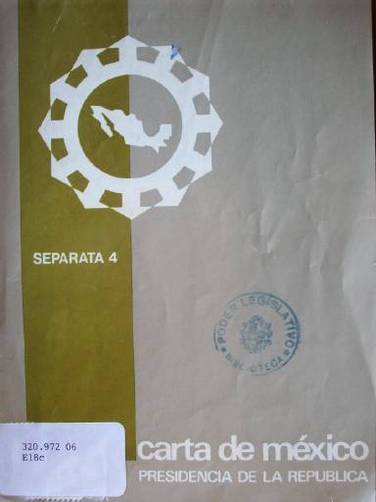 SEPARATA 4
PODER LEGISLATIVO
BIBLIOTECA
320.972 06
E18c
carta de méxico
PRESIDENCIA DE LA REPUBLICA